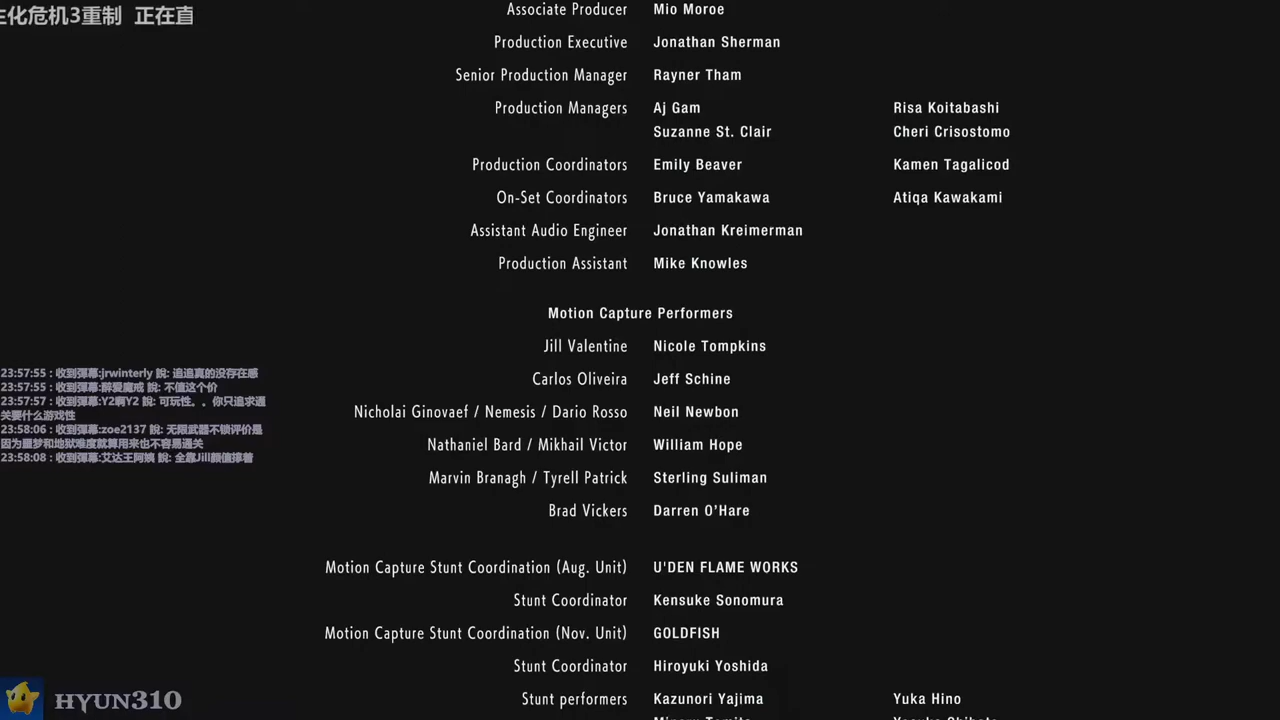 生化危机3重制 正在直
Associate Producer Mio Moroe
Production Executive Jonathan Sherman
Senior Production Manager Rayner Tham
Production Managers Aj Gam Risa Koitabashi
Suzanne St. Clair Cheri Crisostomo
Production Coordinators Emily Beaver Kamen Tagalicod
On-Set Coordinators Bruce Yamakawa Atiqa Kawakami
Assistant Audio Engineer Jonathan Kreimerman
Production Assistant Mike Knowles
Motion Capture Performers
Jill Valentine Nicole Tompkins
Carlos Oliveira Jeff Schine
Nicholai Ginovaef / Nemesis / Dario Rosso Neil Newbon
Nathaniel Bard / Mikhail Victor William Hope
Marvin Branagh / Tyrell Patrick Sterling Suliman
Brad Vickers Darren O'Hare
Motion Capture Stunt Coordination (Aug. Unit) U'DEN FLAME WORKS
Stunt Coordinator Kensuke Sonomura
Motion Capture Stunt Coordination (Nov. Unit) GOLDFISH
Stunt Coordinator Hiroyuki Yoshida
Stunt performers Kazunori Yajima Yuka Hino
23:57:55 : 收到彈幕:jrwinterly 說: 追追真的没存在感
23:57:55 : 收到彈幕:醉爱魔戒 說: 不值这个价
23:57:57 : 收到彈幕:Y2啊Y2 說: 可玩性。。你只追求通
关要什么游戏性
23:58:06 : 收到彈幕:zoe2137 說: 无限武器不锁评价是
因为噩梦和地狱难度就算用来也不容易通关
23:58:08 : 收到彈幕:艾达王阿姨 說: 全靠Jill颜值撑着
HYUN310